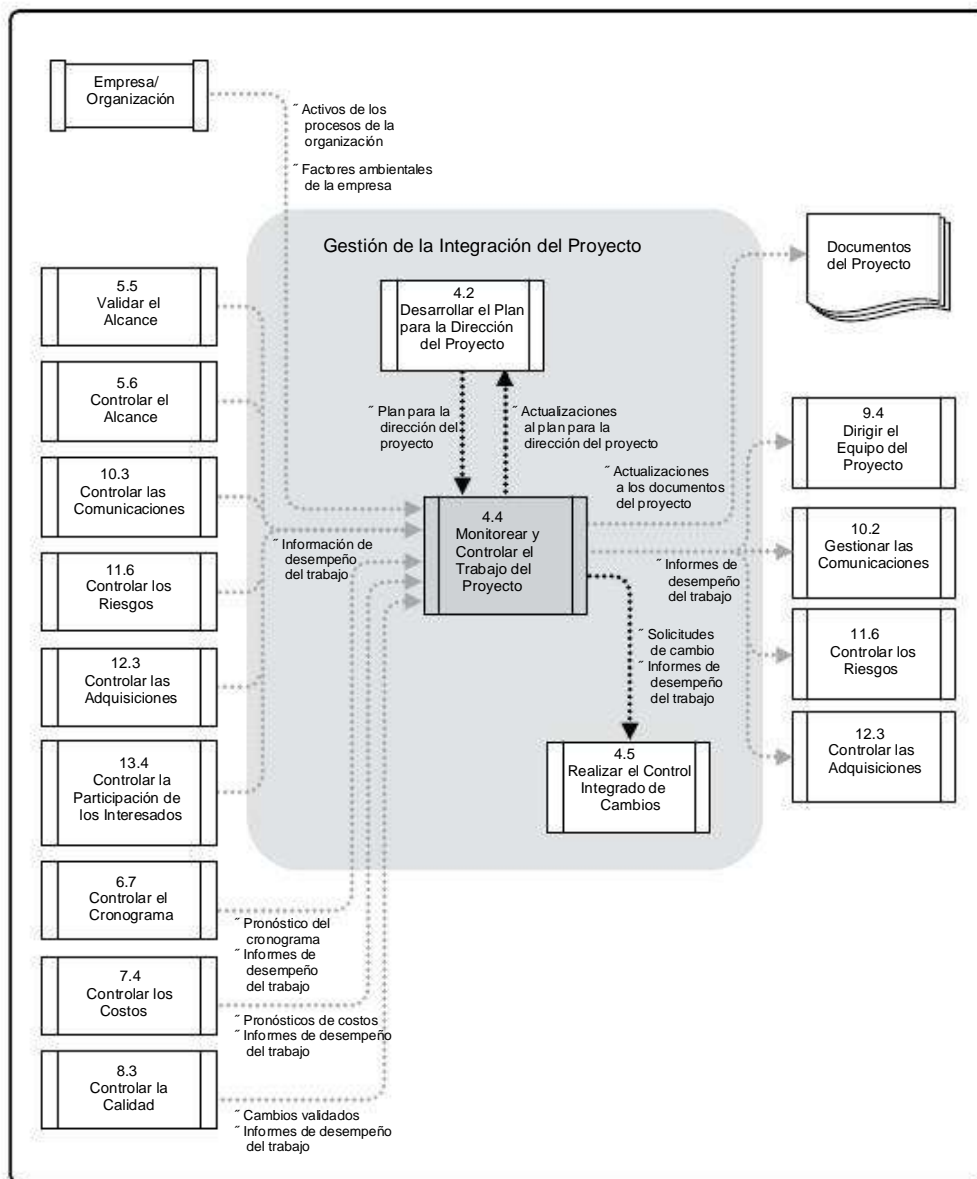 Empresa/
Organización
˝ Activos de los
procesos de la
organización
˝ Factores ambientales
de la empresa
Gestión de la Integración del Proyecto
Documentos
del Proyecto
5.5
Validar el
Alcance
5.6
Controlar el
Alcance
10.3
Controlar las
Comunicaciones
11.6
Controlar los
Riesgos
12.3
Controlar las
Adquisiciones
13.4
Controlar la
Participación de
los Interesados
6.7
Controlar el
Cronograma
7.4
Controlar los
Costos
8.3
Controlar la
Calidad
4.2
Desarrollar el Plan
para la Dirección
del Proyecto
˝ Plan para la
dirección del
proyecto
˝ Actualizaciones
al plan para la
dirección del proyecto
˝ Actualizaciones
a los documentos
del proyecto
4.4
Monitorear y
Controlar el
Trabajo del
Proyecto
˝ Información de
desempeño
del trabajo
˝ Informes de
desempeño
del trabajo
˝ Solicitudes
de cambio
˝ Informes de
desempeño
del trabajo
4.5
Realizar el Control
Integrado de
Cambios
˝ Pronóstico del
cronograma
˝ Informes de
desempeño
del trabajo
˝ Pronósticos de costos
˝ Informes de desempeño
del trabajo
˝ Cambios validados
˝ Informes de desempeño
del trabajo
9.4
Dirigir el
Equipo del
Proyecto
10.2
Gestionar las
Comunicaciones
11.6
Controlar los
Riesgos
12.3
Controlar las
Adquisiciones